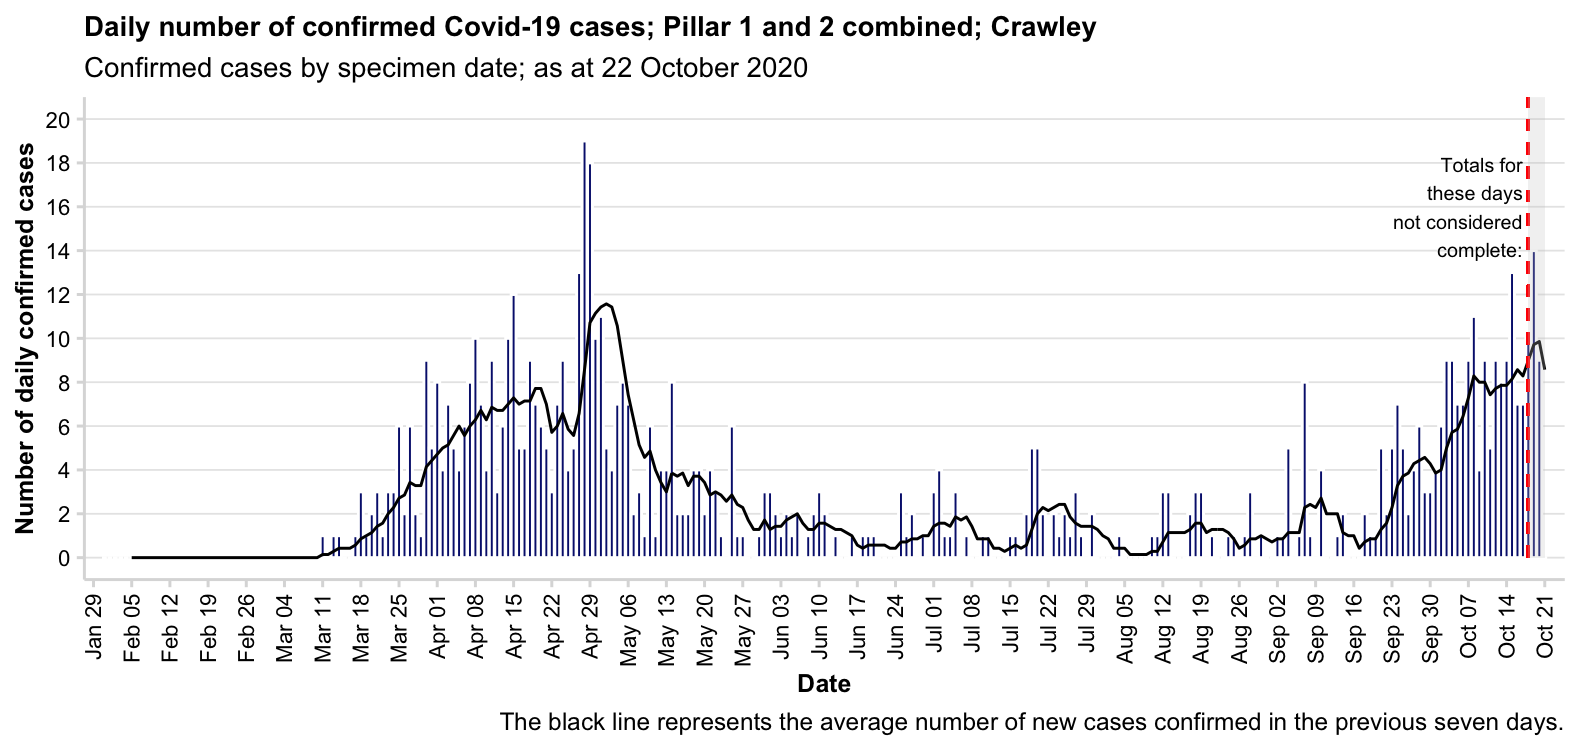 Daily number of confirmed Covid-19 cases; Pillar 1 and 2 combined; Crawley
Confirmed cases by specimen date; as at 22 October 2020
Number of daily confirmed cases
20
18
16
14
12
10
8
6
4
2
0
Totals for
these days
not considered
complete:
Jan 29
Feb 05
Feb 12
Feb 19
Feb 26
Mar 04
Mar 11
Mar 18
Mar 25
Apr 01
Apr 08
Apr 15
Apr 22
Apr 29
May 06
May 13
May 20
May 27
Jun 03
Jun 10
Jun 17
Jun 24
Jul 01
Jul 08
Jul 15
Jul 22
Jul 29
Aug 05
Aug 12
Aug 19
Aug 26
Sep 02
Sep 09
Sep 16
Sep 23
Sep 30
Oct 07
Oct 14
Oct 21
Date
The black line represents the average number of new cases confirmed in the previous seven days.